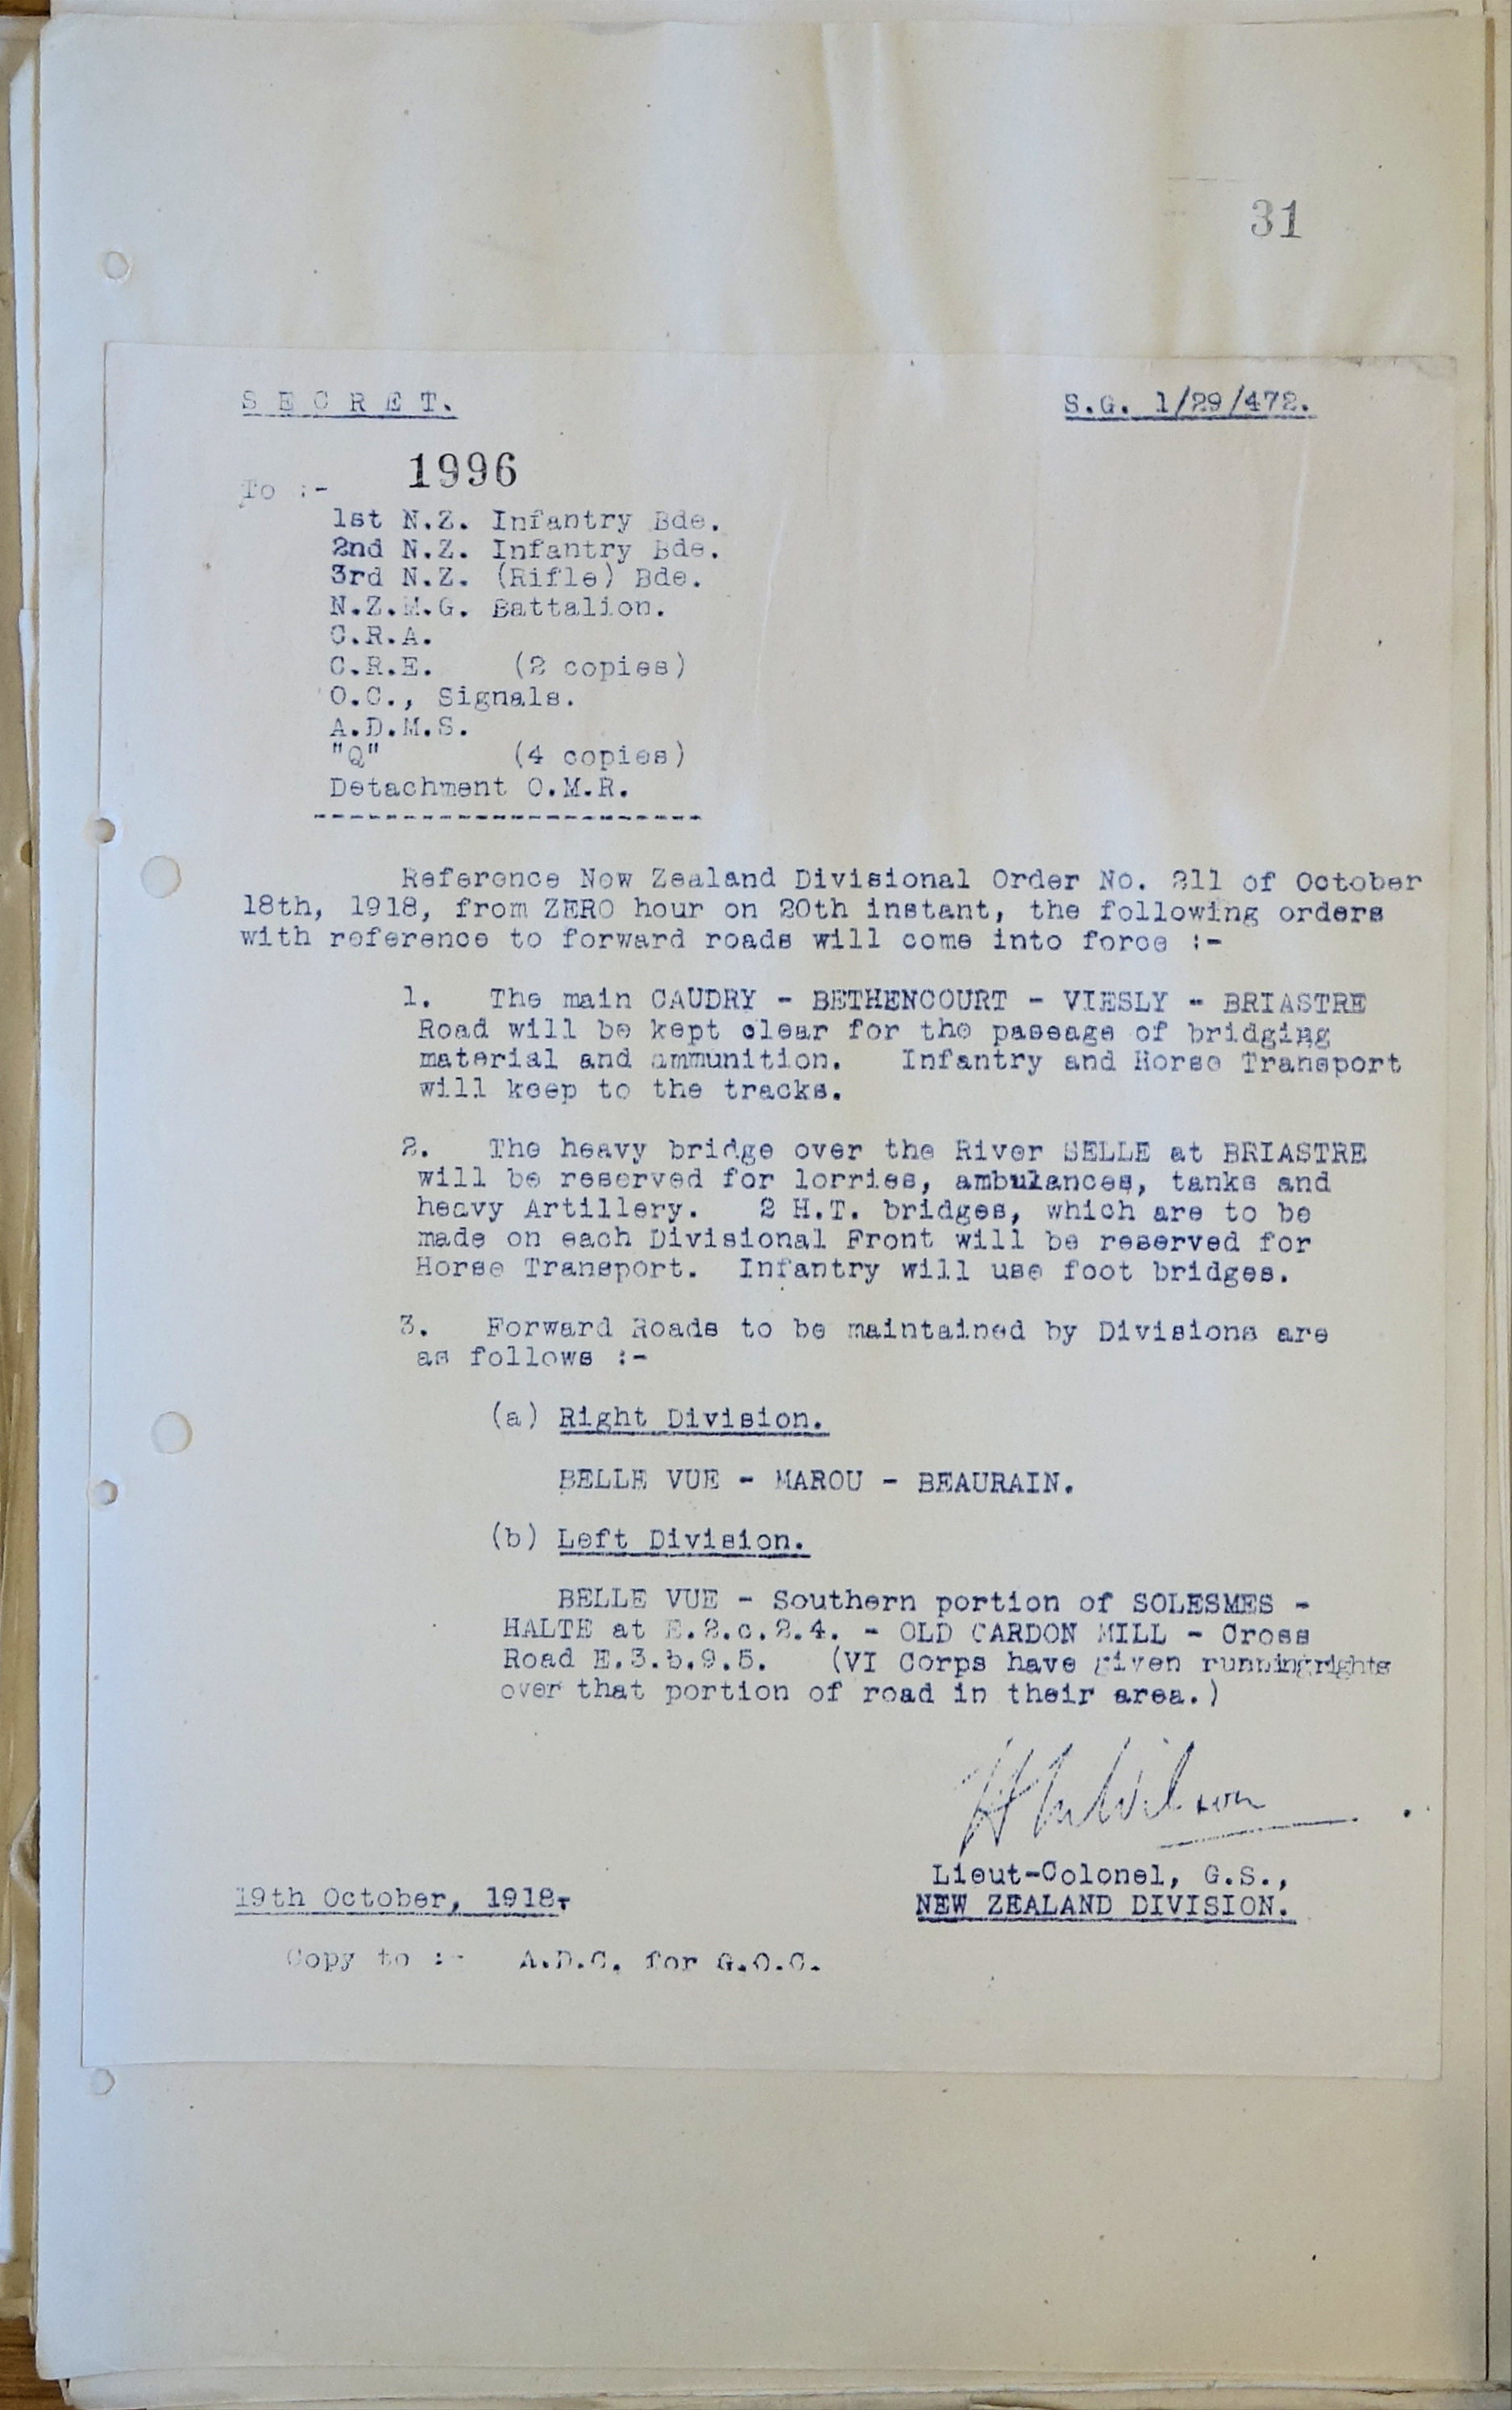 31
S E C R E T.
S.G. 1/29/472.
1996
To :-
1st N.Z. Infantry Bde.
2nd N.Z. Infantry Bde.
3rd N.Z. (Rifle) Bde.
N.Z.M.G. Battalion.
C.R.A.
C.R.E. (2 copies)
O.C., Signals.
A.D.M.S.
"Q" (4 copies)
Detachment O.M.R.
----------------------
Reference New Zealand Divisional Order No. 211 of October
18th, 1918, from ZERO hour on 20th instant, the following orders
with reference to forward roads will come into force :-
1. The main CAUDRY - BETHENCOURT - VIESLY - BRIASTRE
Road will be kept clear for the passage of bridging
material and ammunition. Infantry and Horse Transport
will keep to the tracks.
2. The heavy bridge over the River SELLE at BRIASTRE
will be reserved for lorries, ambulances, tanks and
heavy Artillery. 2 H.T. bridges, which are to be
made on each Divisional Front will be reserved for
Horse Transport. Infantry will use foot bridges.
3. Forward Roads to be maintained by Divisions are
as follows :-
(a) Right Division.
BELLE VUE - MAROU - BEAURAIN.
(b) Left Division.
BELLE VUE - Southern portion of SOLESMES -
HALTE at E.2.c.2.4. - OLD CARDON MILL - Cross
Road E.3.b.9.5. (VI Corps have given running rights
over that portion of road in their area.)
Wilson
Lieut-Colonel, G.S.,
19th October, 1918.
NEW ZEALAND DIVISION.
Copy to :- A.D.C. for G.O.C.